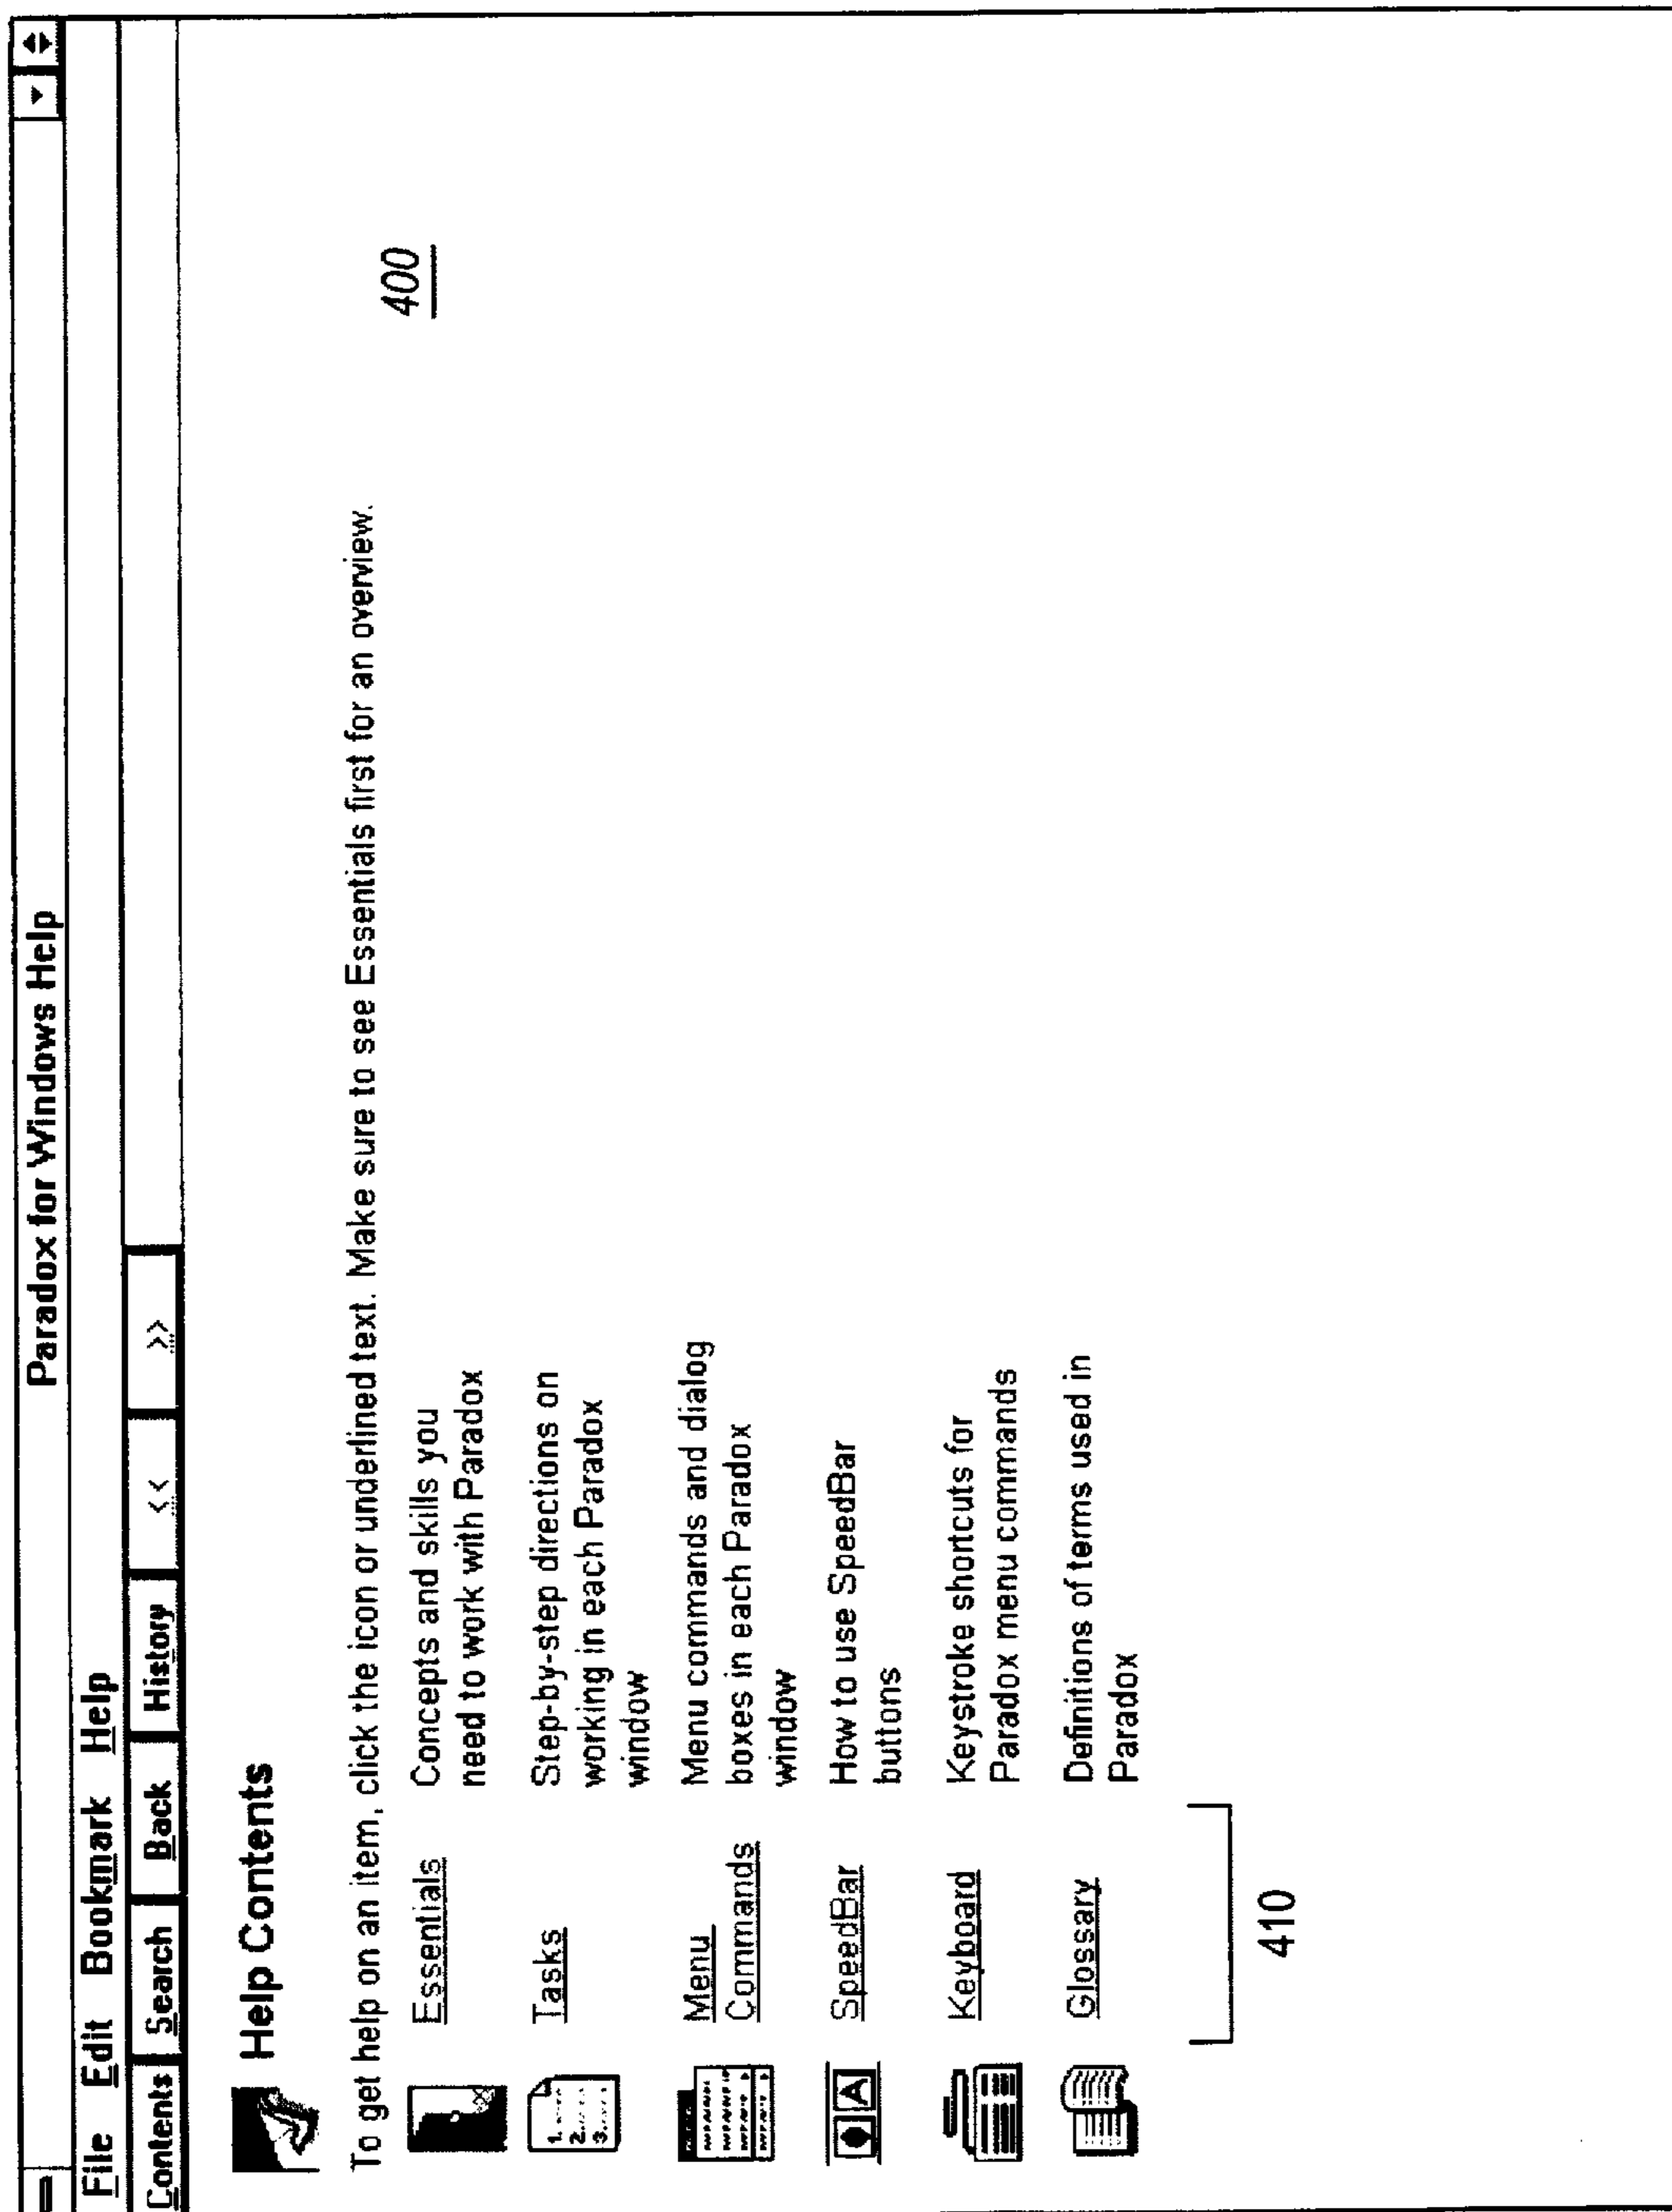 Paradox for Windows Help
File Edit Bookmark Help
Contents Search Back History << >>
Help Contents
To get help on an item, click the icon or underlined text. Make sure to see Essentials first for an overview.
400
Essentials Concepts and skills you
need to work with Paradox
1.
2.
3.
Tasks Step-by-step directions on
working in each Paradox
window
Menu Menu commands and dialog
Commands boxes in each Paradox
window
A
SpeedBar How to use SpeedBar
buttons
Keyboard Keystroke shortcuts for
Paradox menu commands
Glossary Definitions of terms used in
Paradox
410